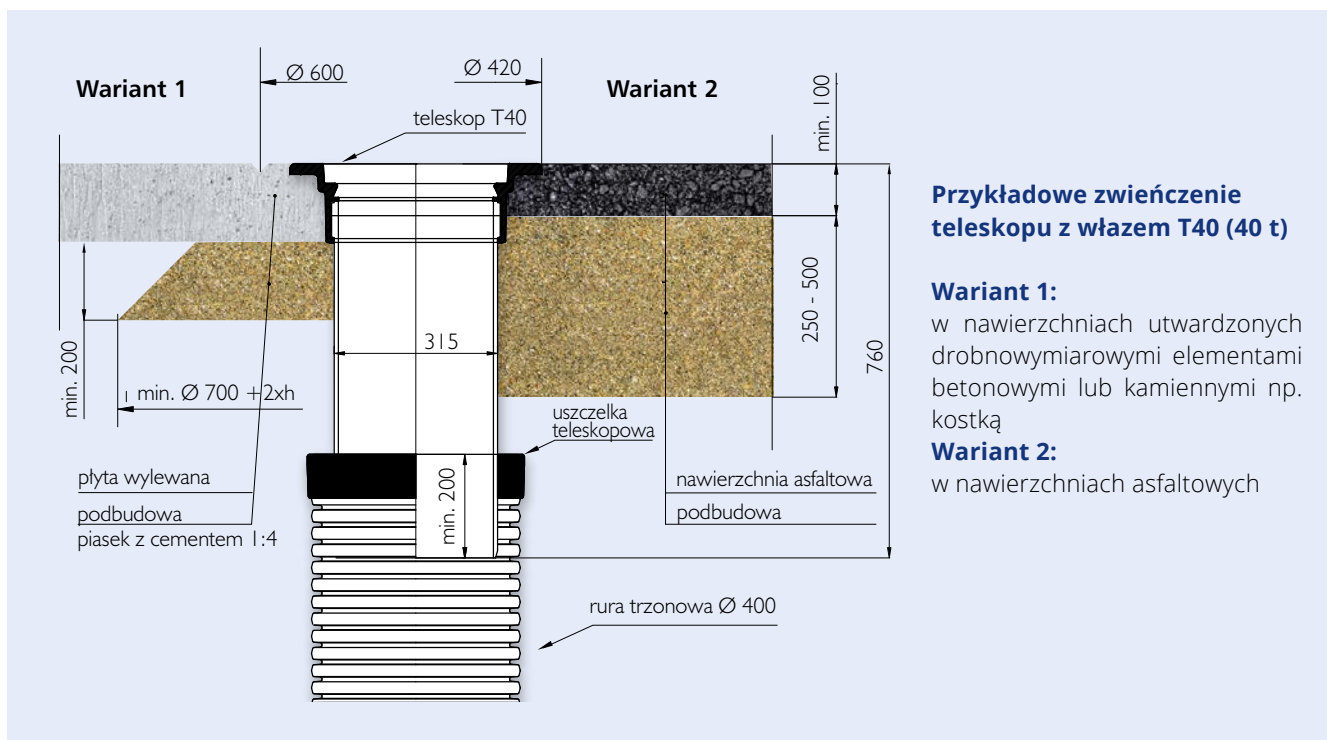 Wariant 1
Ø 600
Ø 420
Wariant 2
min. 100
teleskop T40
250 - 500
760
315
min. 200
min. Ø 700 +2xh
uszczelka
teleskopowa
płyta wylewana
podbudowa
piasek z cementem 1:4
min. 200
nawierzchnia asfaltowa
podbudowa
rura trzonowa Ø 400
Przykładowe zwieńczenie
teleskopu z włazem T40 (40 t)
Wariant 1:
w nawierzchniach utwardzonych
drobnowymiarowymi elementami
betonowymi lub kamiennymi np.
kostką
Wariant 2:
w nawierzchniach asfaltowych